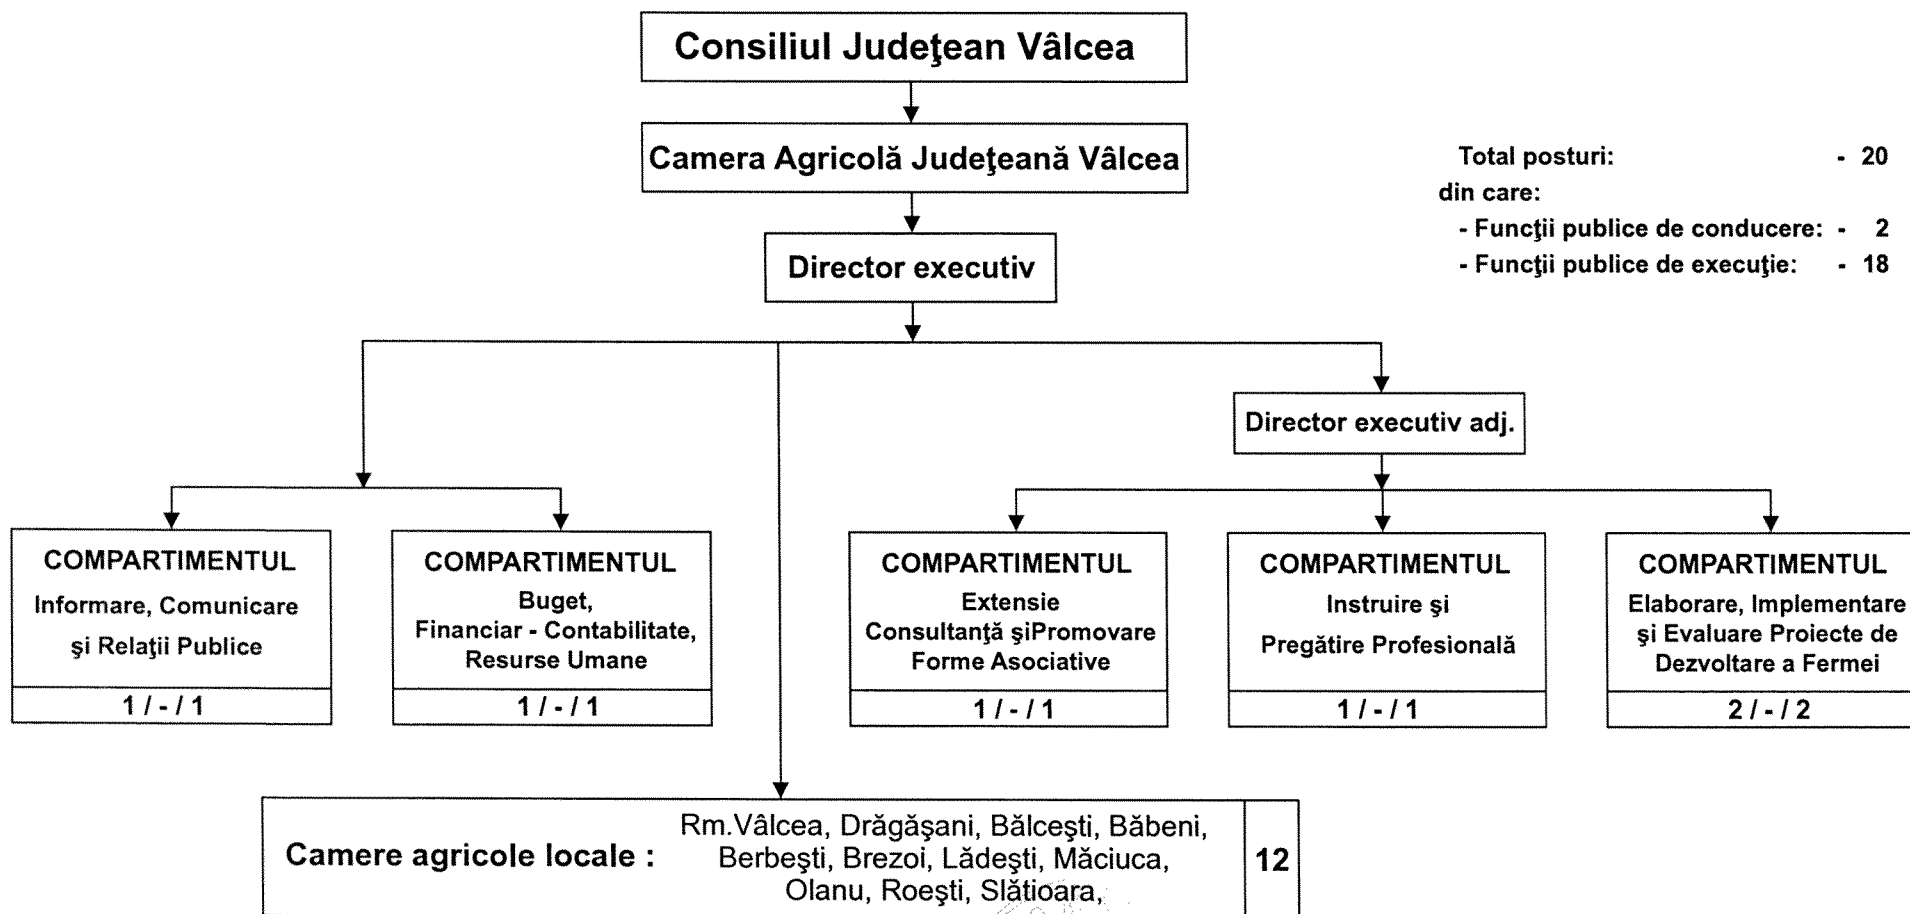 Consiliul Judeţean Vâlcea
Camera Agricolă Judeţeană Vâlcea
Total posturi: - 20
din care:
- Funcţii publice de conducere: - 2
- Funcţii publice de execuţie: - 18
Director executiv
Director executiv adj.
COMPARTIMENTUL
Informare, Comunicare
şi Relaţii Publice
1 / - / 1
COMPARTIMENTUL
Buget,
Financiar - Contabilitate,
Resurse Umane
1 / - / 1
COMPARTIMENTUL
Extensie
Consultanţă şiPromovare
Forme Asociative
1 / - / 1
COMPARTIMENTUL
Instruire şi
Pregătire Profesională
1 / - / 1
COMPARTIMENTUL
Elaborare, Implementare
şi Evaluare Proiecte de
Dezvoltare a Fermei
2 / - / 2
Camere agricole locale :
Rm.Vâlcea, Drăgăşani, Bălceşti, Băbeni,
Berbeşti, Brezoi, Lădeşti, Măciuca,
Olanu, Roeşti, Slătioara,
12